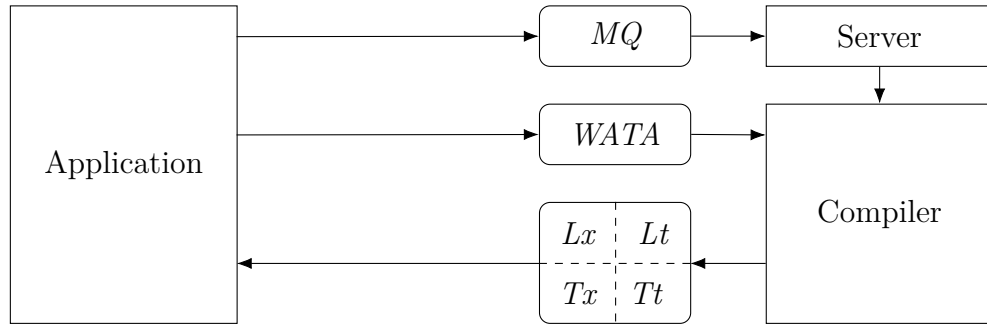 MQ
Server
WATA
Application
Compiler
Lx Lt
Tx Tt